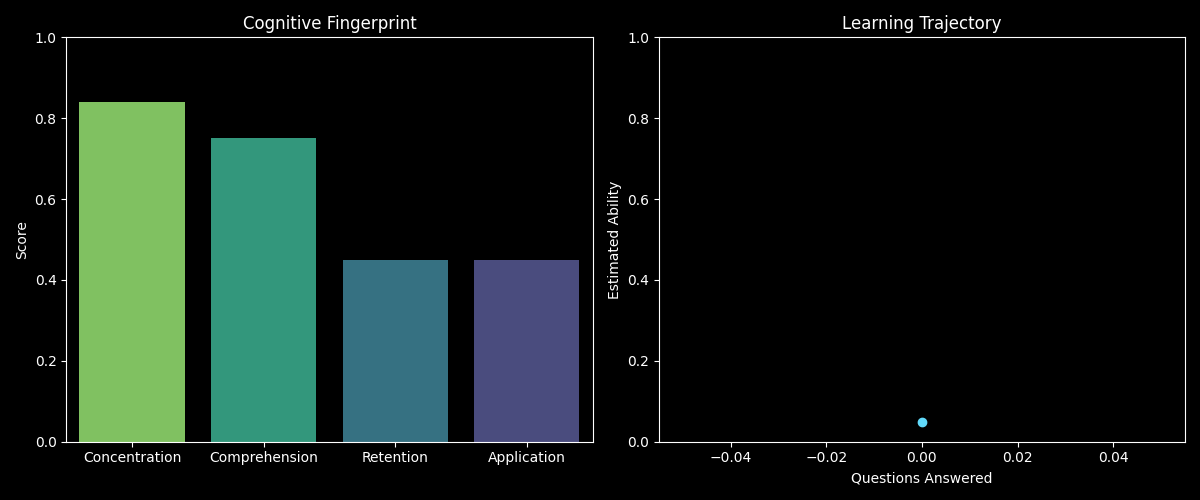 Cognitive Fingerprint
1.0
0.8
0.6
0.4
0.2
0.0
Score
Concentration Comprehension Retention Application
Learning Trajectory
1.0
0.8
0.6
0.4
0.2
0.0
Estimated Ability
−0.04 −0.02 0.00 0.02 0.04
Questions Answered